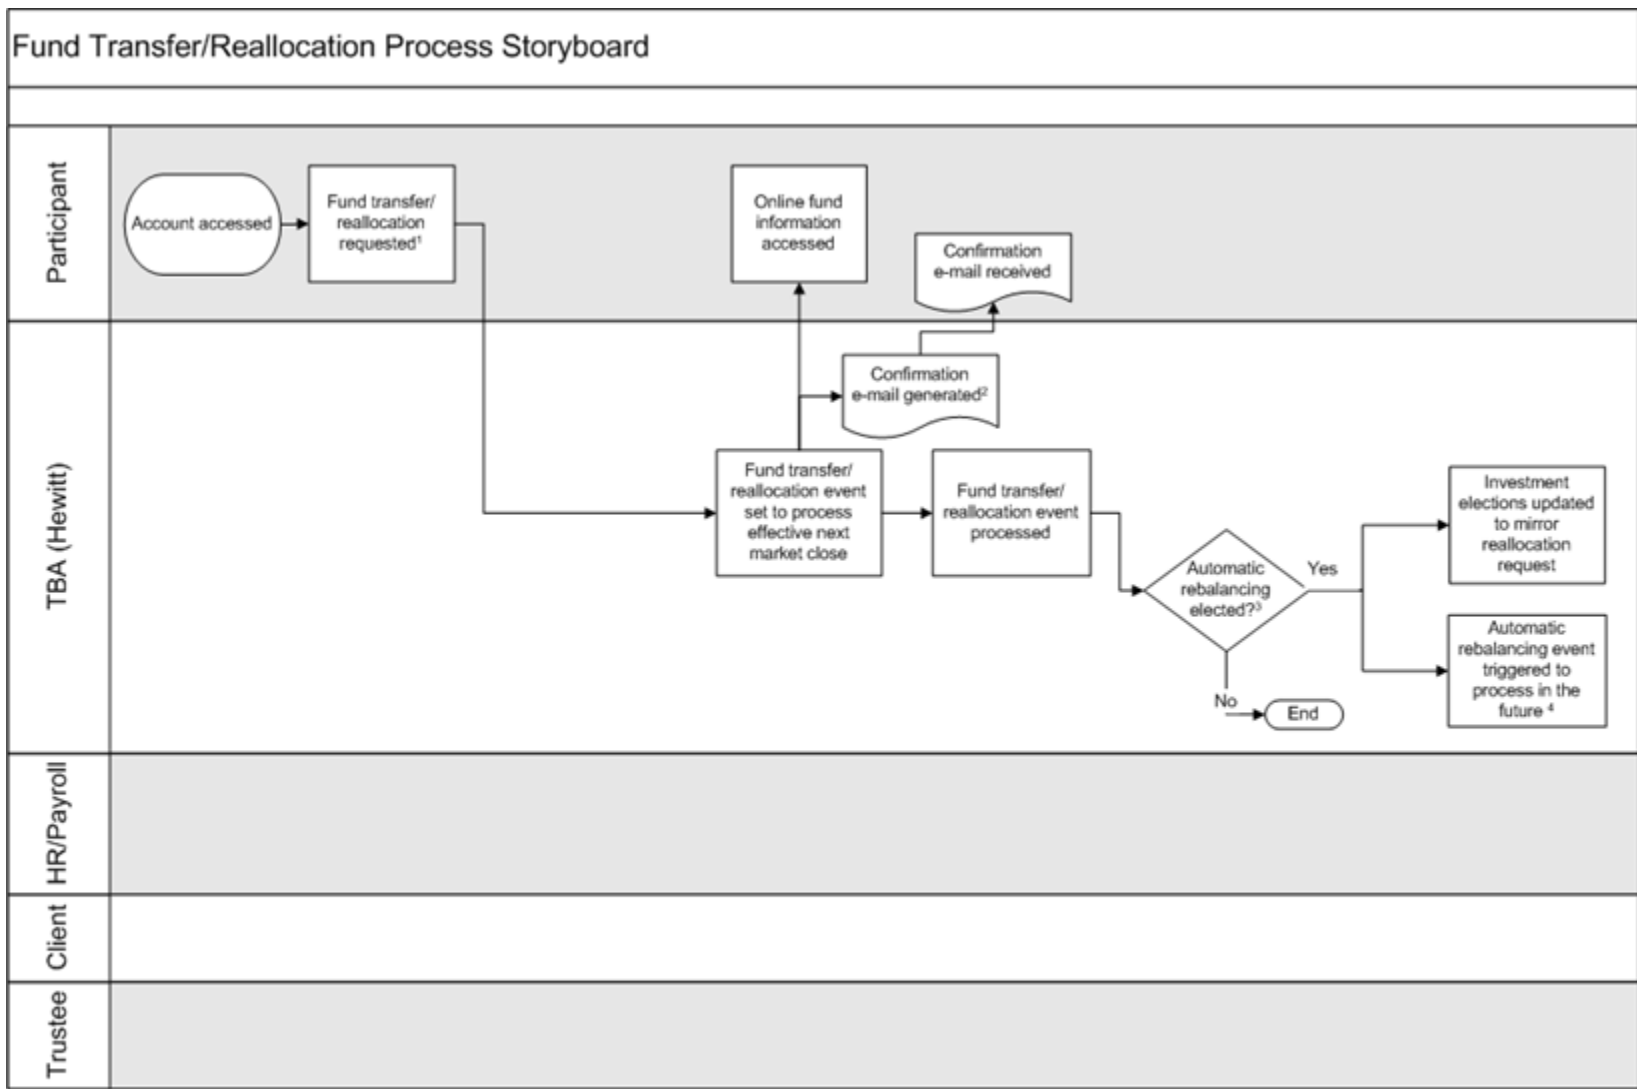 Fund Transfer/Reallocation Process Storyboard
Participant
Account accessed
Fund transfer/
reallocation
requested¹
Online fund
information
accessed
Confirmation
e-mail received
TBA (Hewitt)
Confirmation
e-mail generated²
Fund transfer/
reallocation event
set to process
effective next
market close
Fund transfer/
reallocation event
processed
Automatic
rebalancing
elected?³
Yes
No
End
Investment
elections updated
to mirror
reallocation
request
Automatic
rebalancing event
triggered to
process in the
future ⁴
HR/Payroll
Client
Trustee